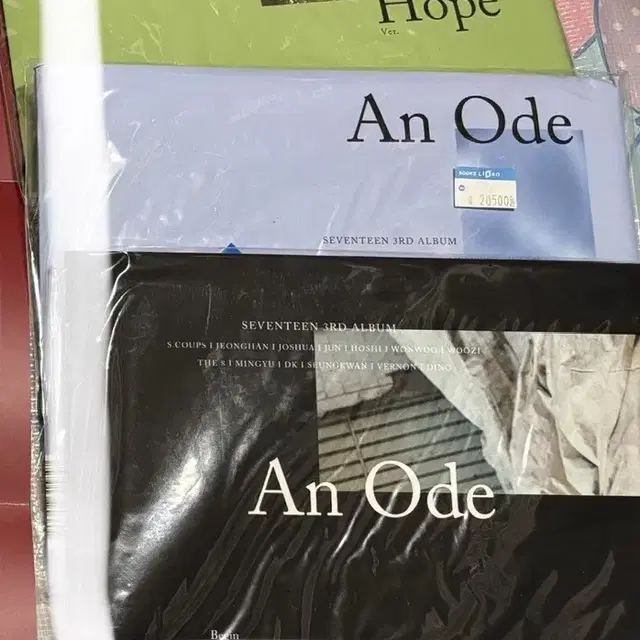 Hope
Ver.
An Ode
BOOKS LIBRO
20500
SEVENTEEN 3RD ALBUM
SEVENTEEN 3RD ALBUM
S.COUPS I JEONGHAN I JOSHUA I JUN I HOSHI I WONWOO I WOOZI
THE 8 I MINGYU I DK I SEUNGKWAN I VERNON I DINO
An Ode
Begin